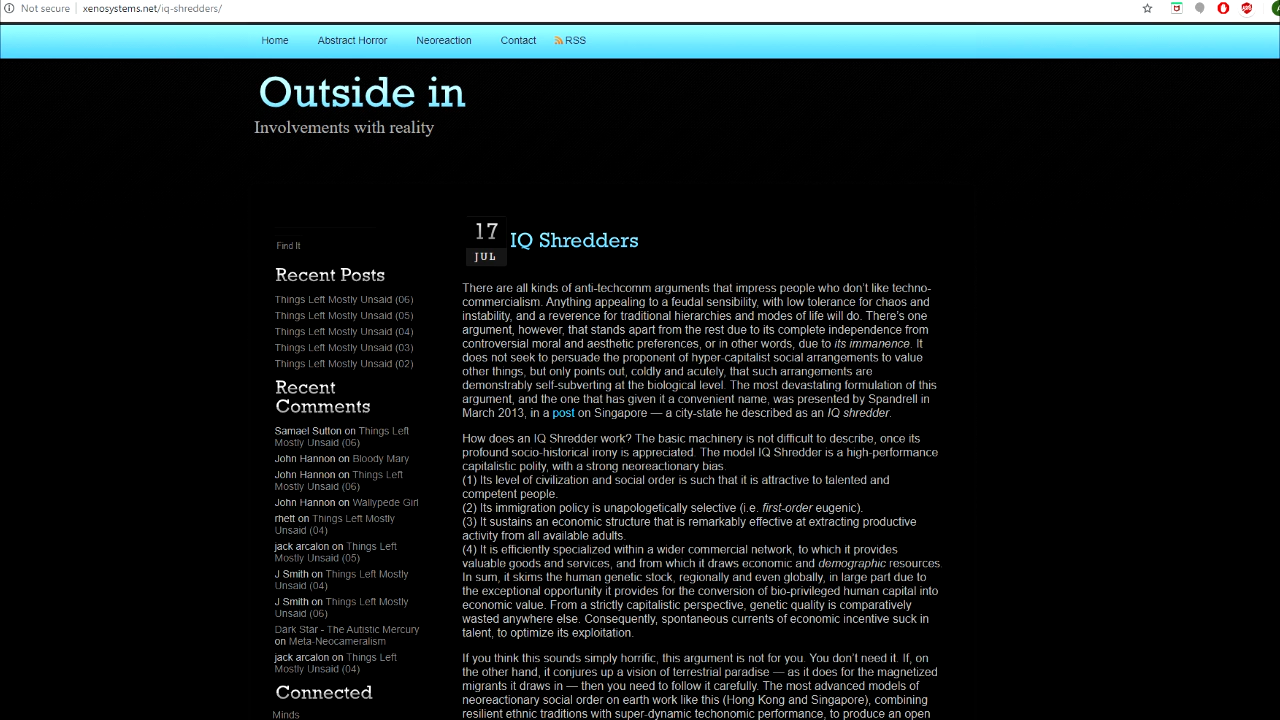 Not secure xenosystems.net/iq-shredders/
Home Abstract Horror Neoreaction Contact RSS
Outside in
Involvements with reality
Find It
Recent Posts
Things Left Mostly Unsaid (06)
Things Left Mostly Unsaid (05)
Things Left Mostly Unsaid (04)
Things Left Mostly Unsaid (03)
Things Left Mostly Unsaid (02)
Recent
Comments
Samael Sutton on Things Left
Mostly Unsaid (06)
John Hannon on Bloody Mary
John Hannon on Things Left
Mostly Unsaid (06)
John Hannon on Wallypede Girl
rhett on Things Left Mostly
Unsaid (04)
jack arcalon on Things Left
Mostly Unsaid (05)
J Smith on Things Left Mostly
Unsaid (04)
J Smith on Things Left Mostly
Unsaid (06)
Dark Star - The Autistic Mercury
on Meta-Neocameralism
jack arcalon on Things Left
Mostly Unsaid (04)
Connected
Minds
17
JUL
IQ Shredders
There are all kinds of anti-techcomm arguments that impress people who don't like techno-
commercialism. Anything appealing to a feudal sensibility, with low tolerance for chaos and
instability, and a reverence for traditional hierarchies and modes of life will do. There's one
argument, however, that stands apart from the rest due to its complete independence from
controversial moral and aesthetic preferences, or in other words, due to its immanence. It
does not seek to persuade the proponent of hyper-capitalist social arrangements to value
other things, but only points out, coldly and acutely, that such arrangements are
demonstrably self-subverting at the biological level. The most devastating formulation of this
argument, and the one that has given it a convenient name, was presented by Spandrell in
March 2013, in a post on Singapore — a city-state he described as an IQ shredder.
How does an IQ Shredder work? The basic machinery is not difficult to describe, once its
profound socio-historical irony is appreciated. The model IQ Shredder is a high-performance
capitalistic polity, with a strong neoreactionary bias.
(1) Its level of civilization and social order is such that it is attractive to talented and
competent people.
(2) Its immigration policy is unapologetically selective (i.e. first-order eugenic).
(3) It sustains an economic structure that is remarkably effective at extracting productive
activity from all available adults.
(4) It is efficiently specialized within a wider commercial network, to which it provides
valuable goods and services, and from which it draws economic and demographic resources.
In sum, it skims the human genetic stock, regionally and even globally, in large part due to
the exceptional opportunity it provides for the conversion of bio-privileged human capital into
economic value. From a strictly capitalistic perspective, genetic quality is comparatively
wasted anywhere else. Consequently, spontaneous currents of economic incentive suck in
talent, to optimize its exploitation.
If you think this sounds simply horrific, this argument is not for you. You don't need it. If, on
the other hand, it conjures up a vision of terrestrial paradise — as it does for the magnetized
migrants it draws in — then you need to follow it carefully. The most advanced models of
neoreactionary social order on earth work like this (Hong Kong and Singapore), combining
resilient ethnic traditions with super-dynamic techonomic performance, to produce an open